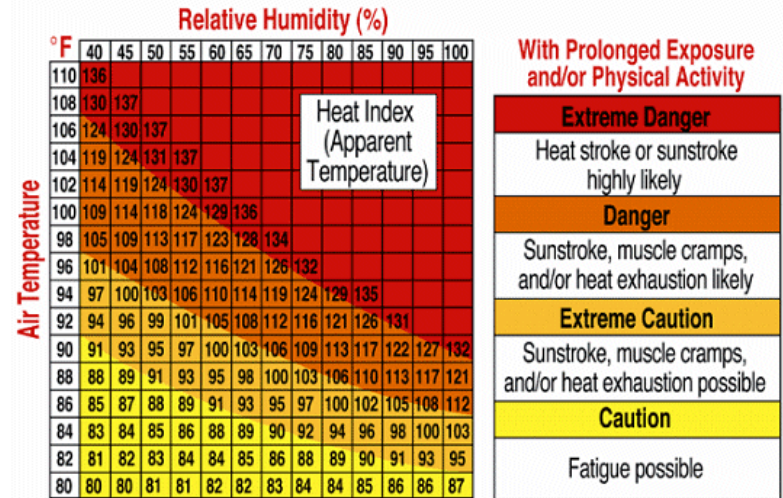 Relative Humidity (%)
°F 40 45 50 55 60 65 70 75 80 85 90 95 100
110 136
108 130 137
106 124 130 137
104 119 124 131 137
102 114 119 124 130 137
100 109 114 118 124 129 136
98 105 109 113 117 123 128 134
96 101 104 108 112 116 121 126 132
94 97 100 103 106 110 114 119 124 129 135
92 94 96 99 101 105 108 112 116 121 126 131
90 91 93 95 97 100 103 106 109 113 117 122 127 132
88 88 89 91 93 95 98 100 103 106 110 113 117 121
86 85 87 88 89 91 93 95 97 100 102 105 108 112
84 83 84 85 86 88 89 90 92 94 96 98 100 103
82 81 82 83 84 84 85 86 88 89 90 91 93 95
80 80 80 81 81 82 82 83 84 84 85 86 86 87
Air Temperature
Heat Index
(Apparent
Temperature)
With Prolonged Exposure
and/or Physical Activity
Extreme Danger
Heat stroke or sunstroke
highly likely
Danger
Sunstroke, muscle cramps,
and/or heat exhaustion likely
Extreme Caution
Sunstroke, muscle cramps,
and/or heat exhaustion possible
Caution
Fatigue possible